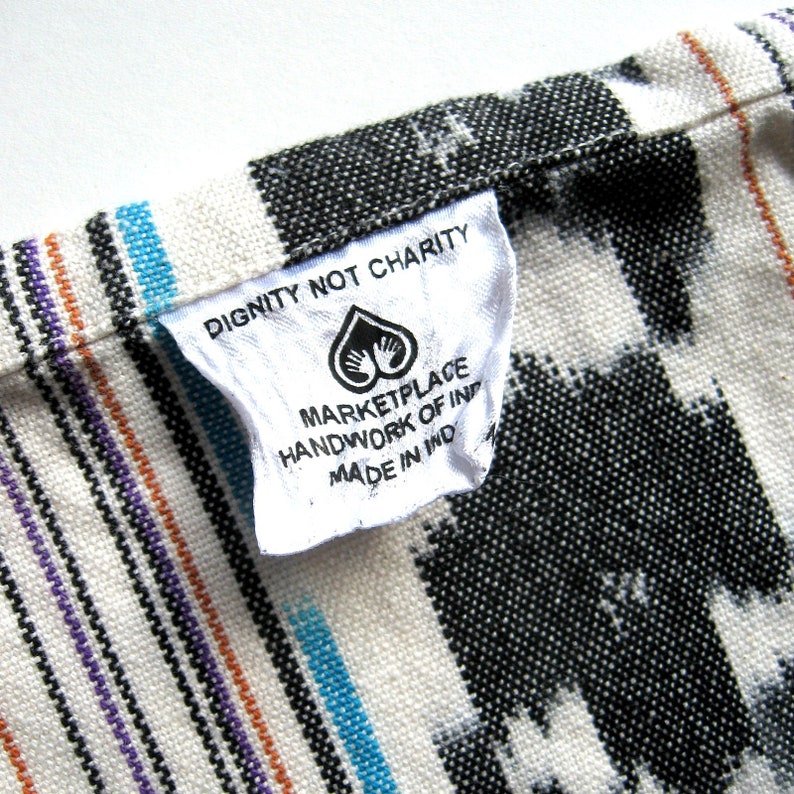 DIGNITY NOT CHARITY
MARKETPLACE
HANDWORK OF IND
MADE IN IND